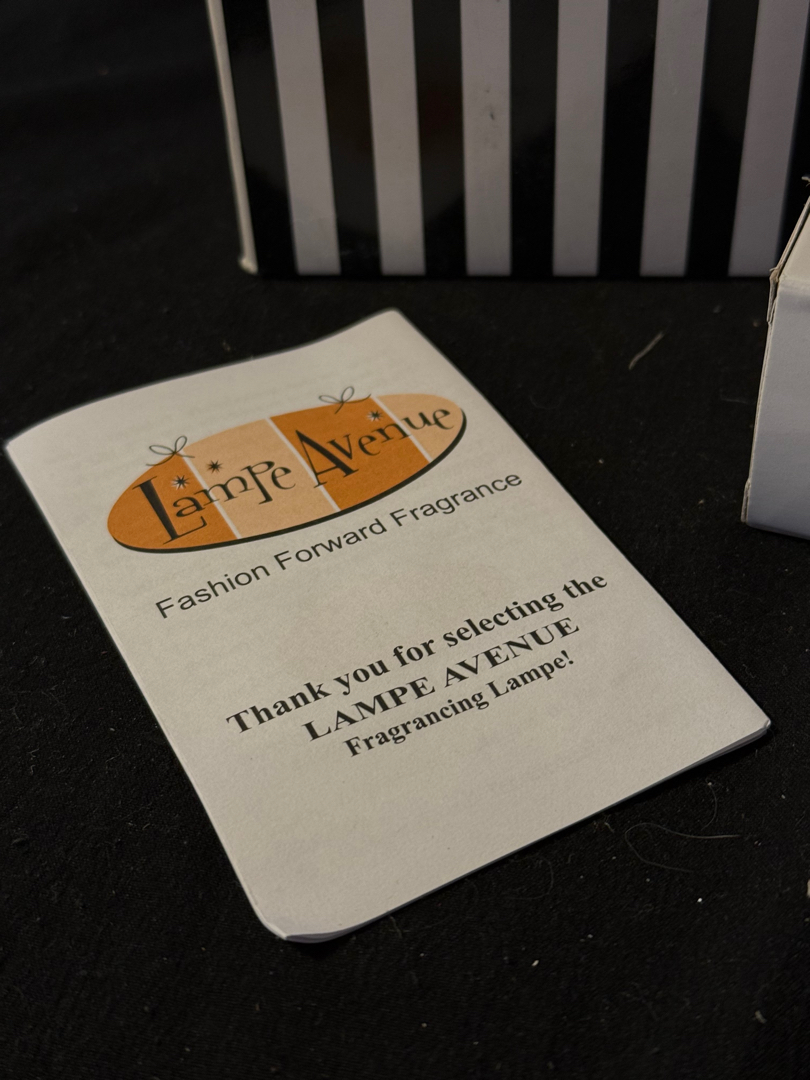 Lampe Avenue
Fashion Forward Fragrance
Thank you for selecting the
LAMPE AVENUE
Fragrancing Lampe!